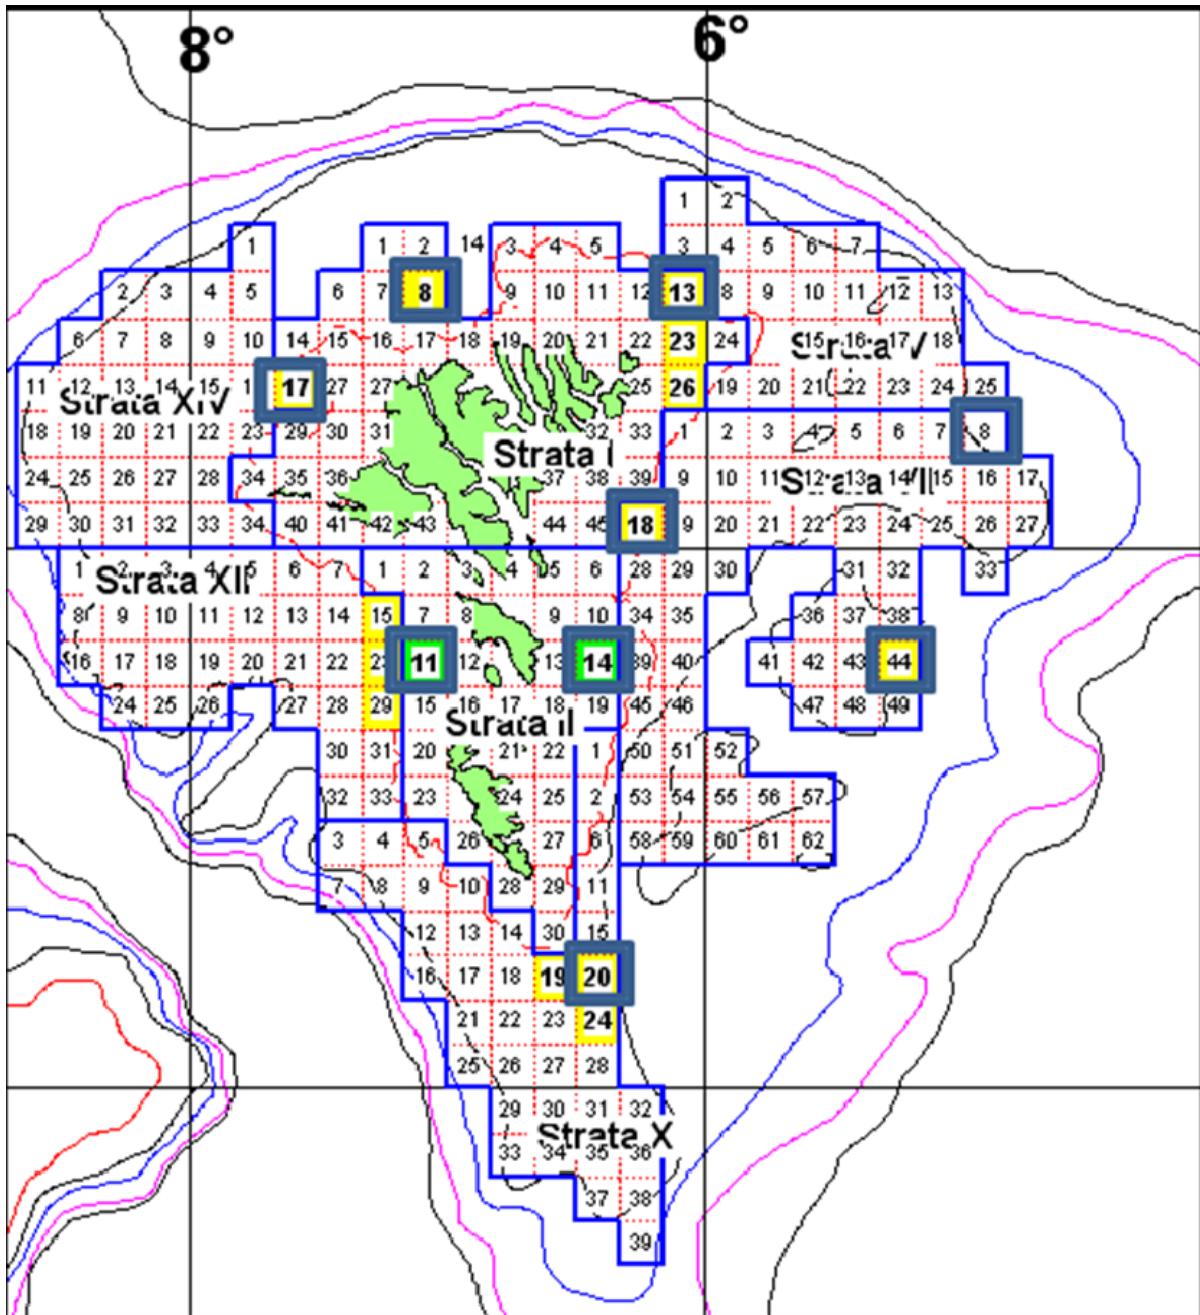 8° 6°
1 2
1 1 2 14 3 4 5 3 4 5 6 7
2 3 4 5 6 7 8 9 10 11 12 13 8 9 10 11 12 13
6 7 8 9 10 14 15 16 17 18 19 20 21 22 23 24 15 16 17 18
Strata V
11 12 13 14 15 1 17 27 27 25 26 19 20 21 22 23 24 25
Strata XIV
18 19 20 21 22 23 29 30 31 32 33 1 2 3 4 5 6 7 8
Strata I
24 25 26 27 28 34 35 36 37 38 39 9 10 11 12 13 14 15 16 17
Strata VII
29 30 31 32 33 34 40 41 42 43 44 45 18 9 20 21 22 23 24 25 26 27
1 2 3 4 5 6 7 1 2 3 4 05 6 28 29 30 31 32 33
Strata XII
8 9 10 11 12 13 14 15 7 8 9 10 34 35 36 37 38
16 17 18 19 20 21 22 23 11 12 13 14 39 40 41 42 43 44
24 25 26 27 28 29 15 16 17 18 19 45 46 47 48 49
Strata II
30 31 20 21 22 1 50 51 52
32 33 23 24 25 2 53 54 55 56 57
3 4 5 26 27 6 58 59 60 61 62
7 8 9 10 28 29 11
12 13 14 30 15
16 17 18 19 20
21 22 23 24
25 26 27 28
29 30 31 32
Strata X
33 34 35 36
37 38
39